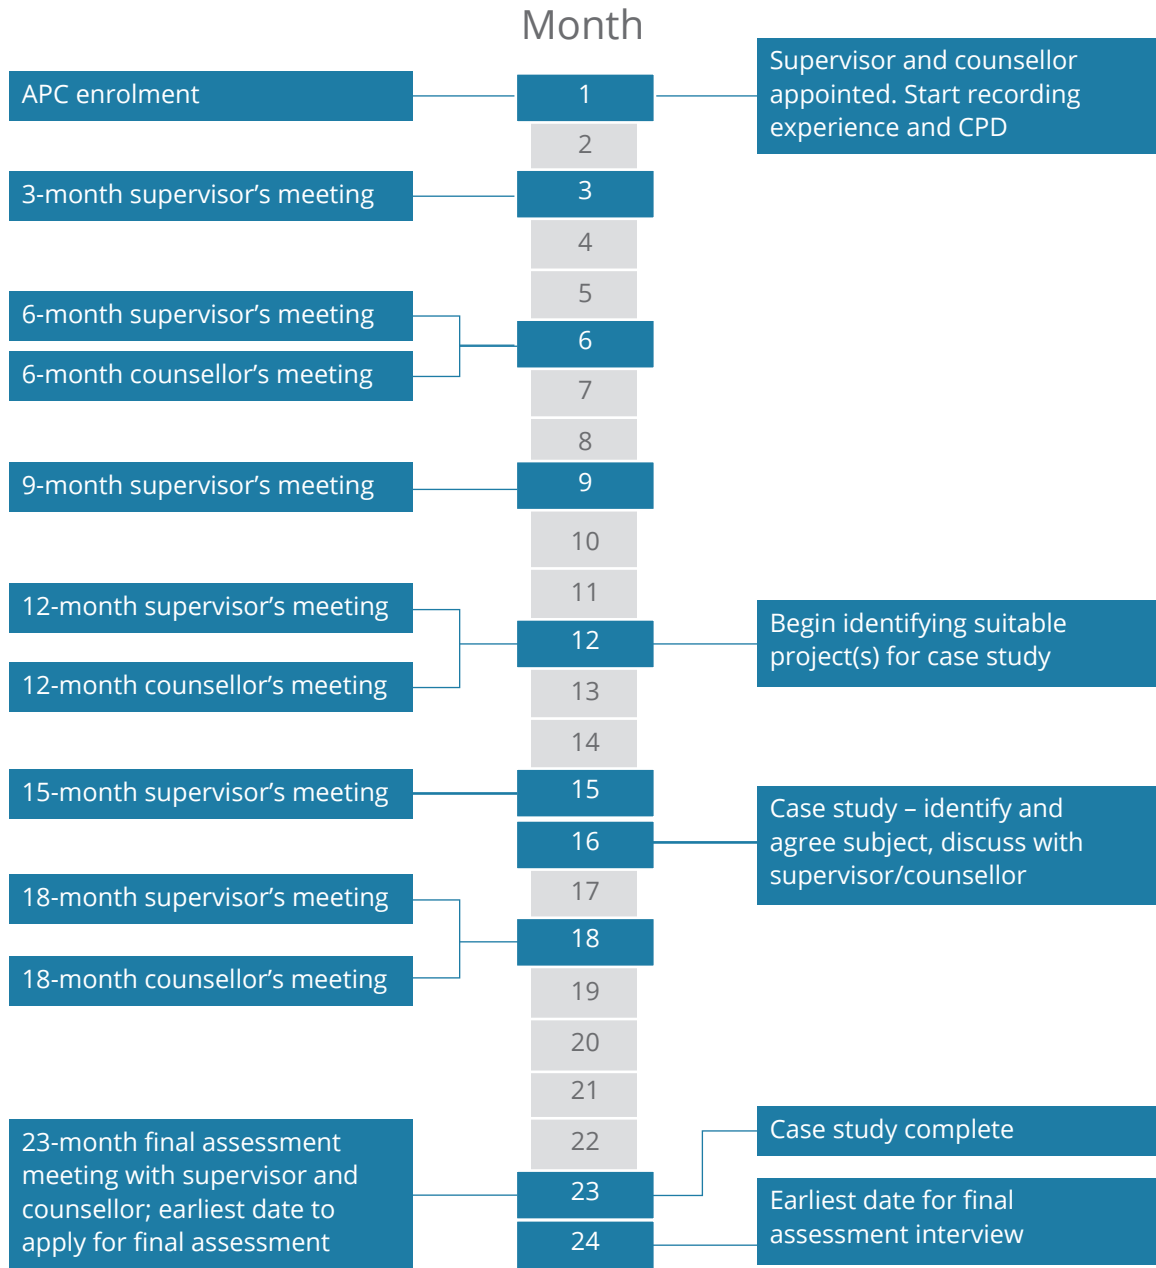 Month
APC enrolment
1
Supervisor and counsellor
appointed. Start recording
experience and CPD
2
3-month supervisor’s meeting
3
4
5
6-month supervisor’s meeting
6
6-month counsellor’s meeting
7
8
9-month supervisor’s meeting
9
10
11
12-month supervisor’s meeting
12
Begin identifying suitable
project(s) for case study
12-month counsellor’s meeting
13
14
15-month supervisor’s meeting
15
16
Case study – identify and
agree subject, discuss with
supervisor/counsellor
17
18-month supervisor’s meeting
18
18-month counsellor’s meeting
19
20
21
22
Case study complete
23-month final assessment
meeting with supervisor and
counsellor; earliest date to
apply for final assessment
23
24
Earliest date for final
assessment interview